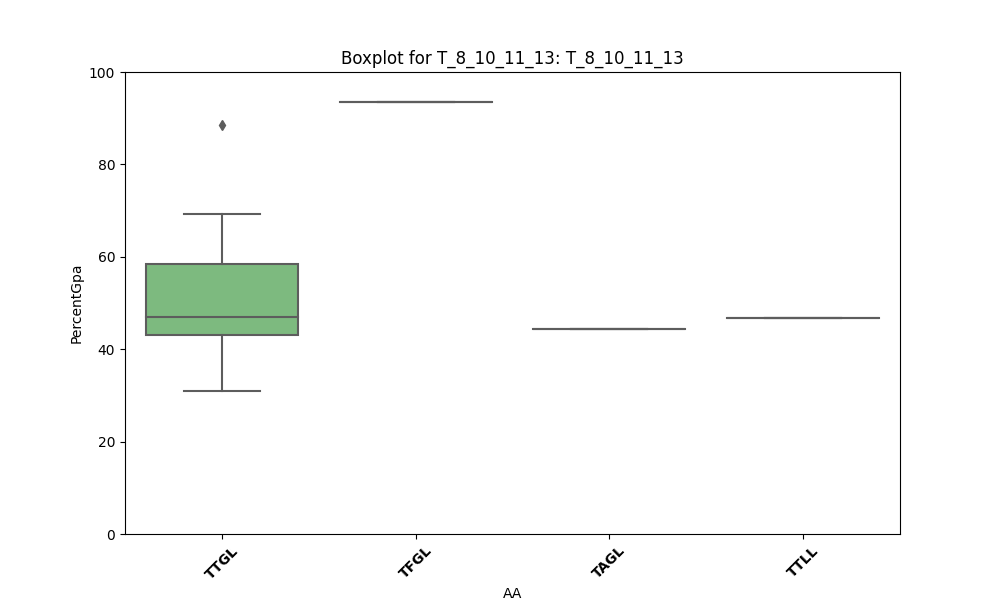 Boxplot for T_8_10_11_13: T_8_10_11_13
100
80
60
40
20
0
PercentGpa
TTGL
TFGL
TAGL
TTLL
AA